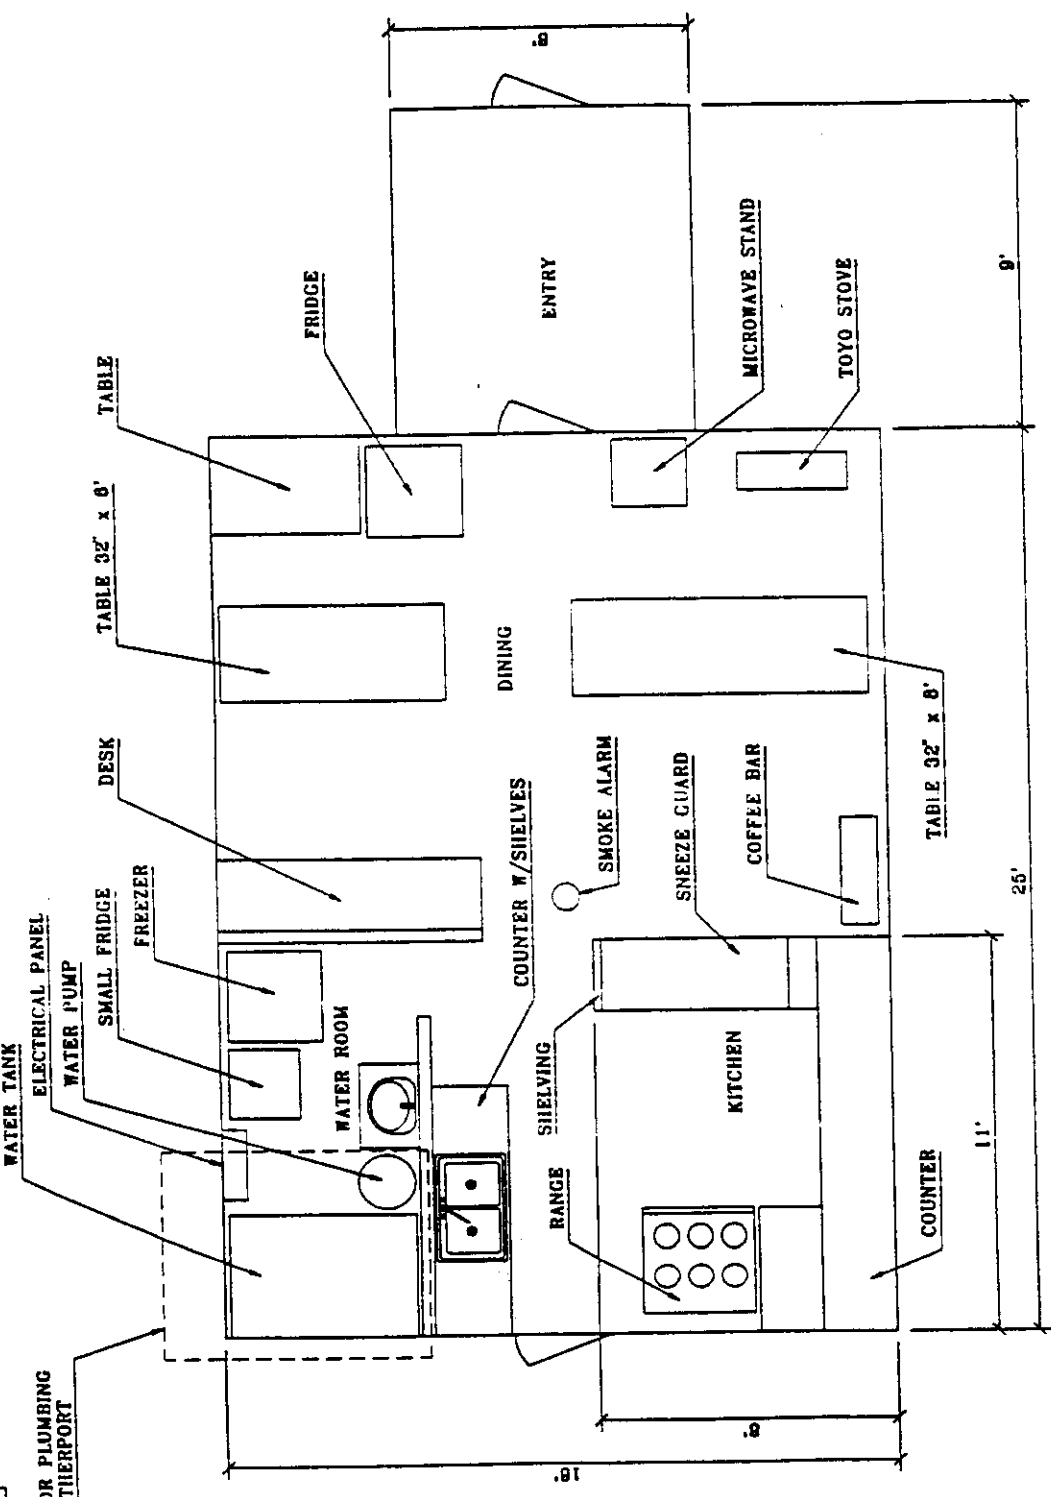 OR PLUMBING
THERPORT
WATER TANK
ELECTRICAL PANEL
WATER PUMP
SMALL FRIDGE
FREEZER
DESK
TABLE 32" x 6'
TABLE
FRIDGE
ENTRY
MICROWAVE STAND
TOYO STOVE
DINING
WATER ROOM
COUNTER W/SHELVES
SMOKE ALARM
SNEEZE GUARD
COFFEE BAR
TABLE 32" x 8'
SHELVING
RANGE
KITCHEN
COUNTER
8'
9'
25'
11'
8'
18'